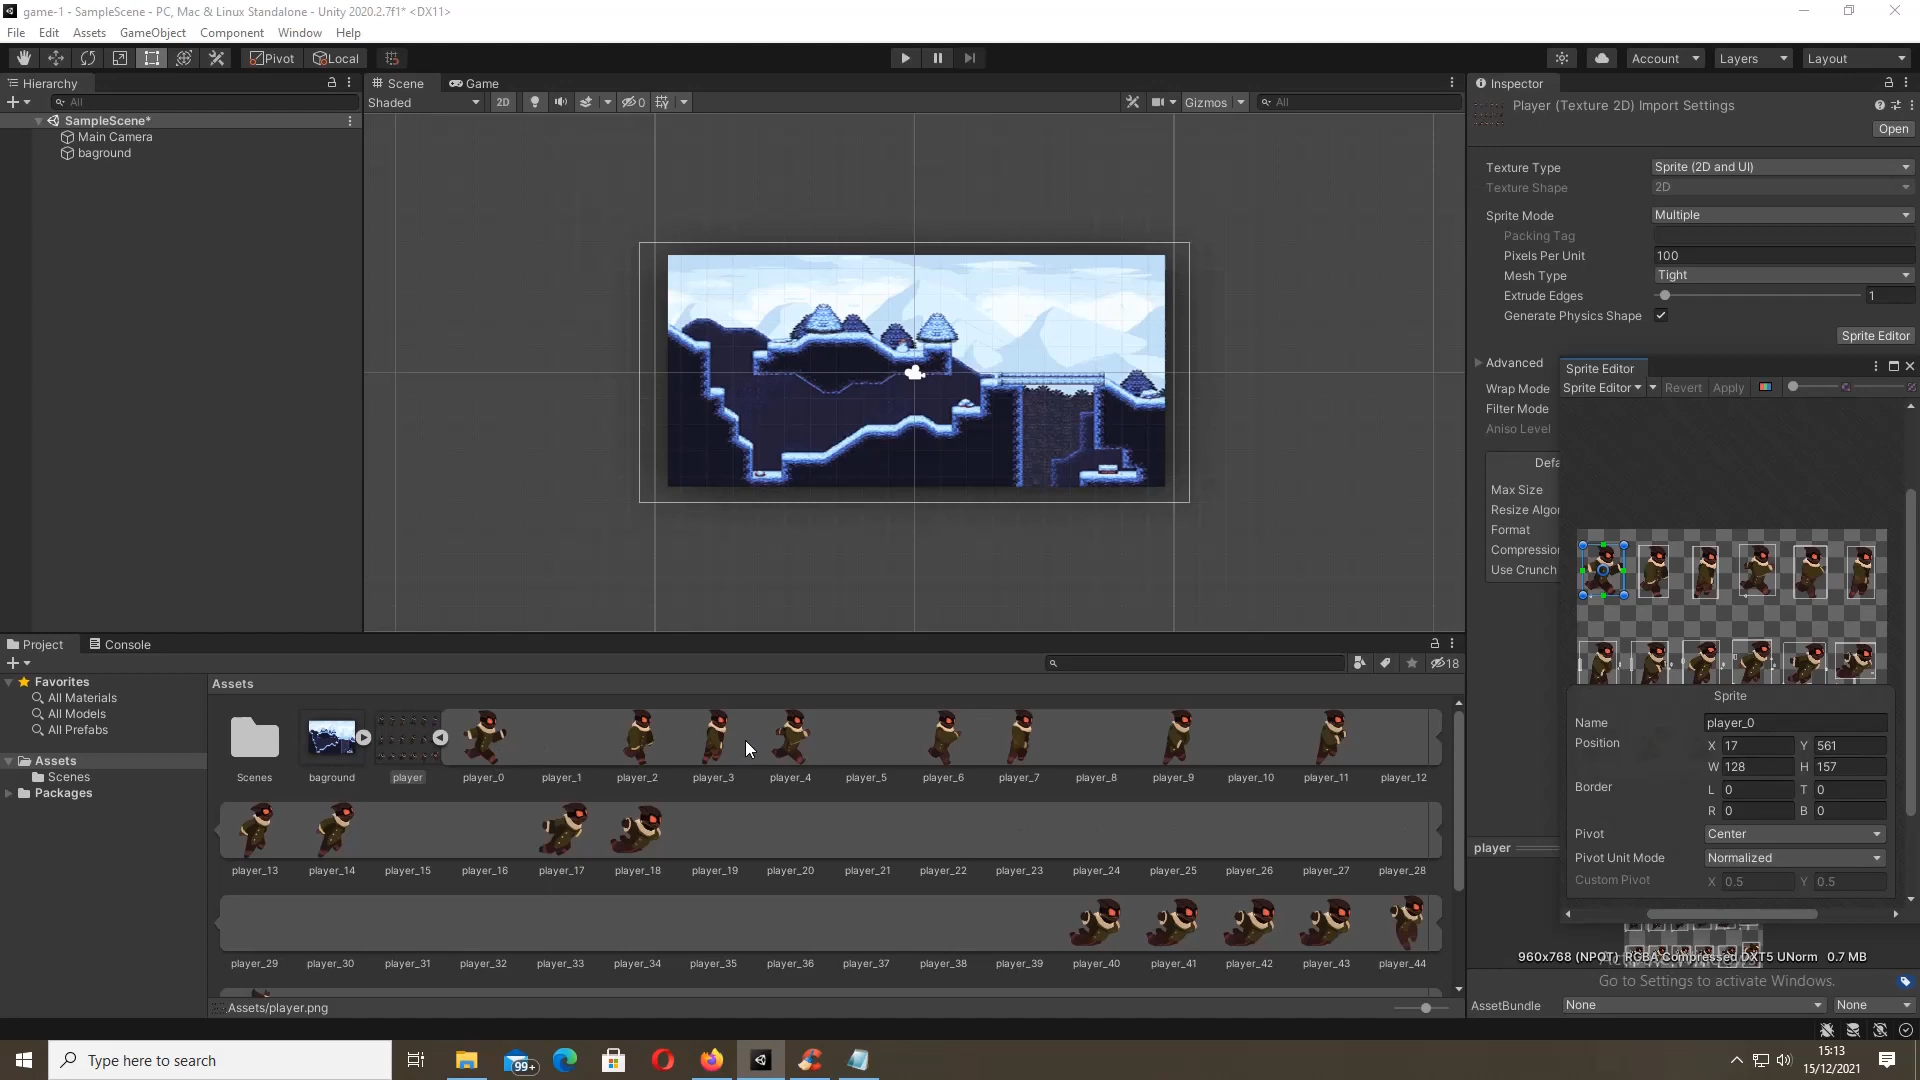 game-1 - SampleScene - PC, Mac & Linux Standalone - Unity 2020.2.7f1* <DX11>
File Edit Assets GameObject Component Window Help
Pivot Local Account Layers Layout
Hierarchy Scene Game Inspector
All Shaded 2D 0 Gizmos All
Player (Texture 2D) Import Settings
Open
SampleScene*
Main Camera
baground
Texture Type Sprite (2D and UI)
Texture Shape 2D
Sprite Mode Multiple
Packing Tag
Pixels Per Unit 100
Mesh Type Tight
Extrude Edges 1
Generate Physics Shape
Sprite Editor
Advanced
Sprite Editor
Wrap Mode
Sprite Editor Revert Apply
Filter Mode
Aniso Level
Defa
Max Size
Resize Algor
Format
Compression
Use Crunch
Sprite
Name player_0
Position X 17 Y 561
W 128 H 157
Border L 0 T 0
R 0 B 0
Pivot Center
Pivot Unit Mode Normalized
Custom Pivot X 0.5 Y 0.5
player
Project Console
18
Favorites
All Materials
All Models
All Prefabs
Assets
Scenes
Packages
Assets
Scenes baground player player_0 player_1 player_2 player_3 player_4 player_5 player_6 player_7 player_8 player_9 player_10 player_11 player_12
player_13 player_14 player_15 player_16 player_17 player_18 player_19 player_20 player_21 player_22 player_23 player_24 player_25 player_26 player_27 player_28
player_29 player_30 player_31 player_32 player_33 player_34 player_35 player_36 player_37 player_38 player_39 player_40 player_41 player_42 player_43 player_44
Assets/player.png
960x768 (NPOT) RGBA Compressed DXT5 UNorm 0.7 MB
Go to Settings to activate Windows.
AssetBundle None None
Type here to search
99+
15:13
15/12/2021